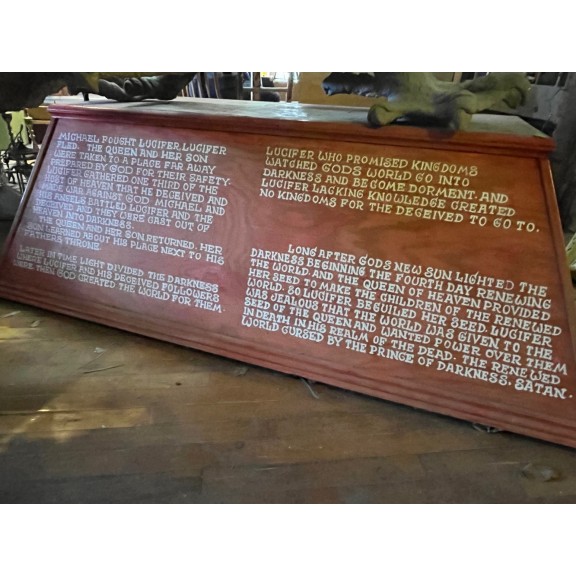 MICHAEL FOUGHT LUCIFER. LUCIFER
FLED. THE QUEEN AND HER SON
WERE TAKEN TO A PLACE FAR AWAY
PREPARED BY GOD FOR THEIR SAFETY.
LUCIFER GATHERED ONE THIRD OF THE
ANGELS OF HEAVEN THAT HE DECEIVED AND
MADE WAR AGAINST GOD. MICHAEL AND
HIS ANGELS BATTLED LUCIFER AND THE
DECEIVED AND THEY WERE CAST OUT OF
HEAVEN INTO DARKNESS.
THE QUEEN AND HER SON RETURNED. HER
SON LEARNED ABOUT HIS PLACE NEXT TO HIS
FATHERS THRONE.
LATER IN TIME LIGHT DIVIDED THE DARKNESS
WHERE LUCIFER AND HIS DECEIVED FOLLOWERS
WERE THEN GOD CREATED THE WORLD FOR THEM.
LUCIFER WHO PROMISED KINGDOMS
WATCHED GODS WORLD GO INTO
DARKNESS AND BECOME DORMENT. AND
LUCIFER LACKING KNOWLEDGE CREATED
NO KINGDOMS FOR THE DECEIVED TO GO TO.
LONG AFTER GODS NEW SUN LIGHTED THE
DARKNESS BEGINNING THE FOURTH DAY RENEWING
THE WORLD. AND THE QUEEN OF HEAVEN PROVIDED
HER SEED TO MAKE THE CHILDREN OF THE RENEWED
WORLD. SO LUCIFER BEGUILED HER SEED. LUCIFER
WAS JEALOUS THAT THE WORLD WAS GIVEN TO THE
SEED OF THE QUEEN AND WANTED POWER OVER THEM
IN DEATH IN HIS REALM OF THE DEAD. THE RENEWED
WORLD CURSED BY THE PRINCE OF DARKNESS. SATAN.